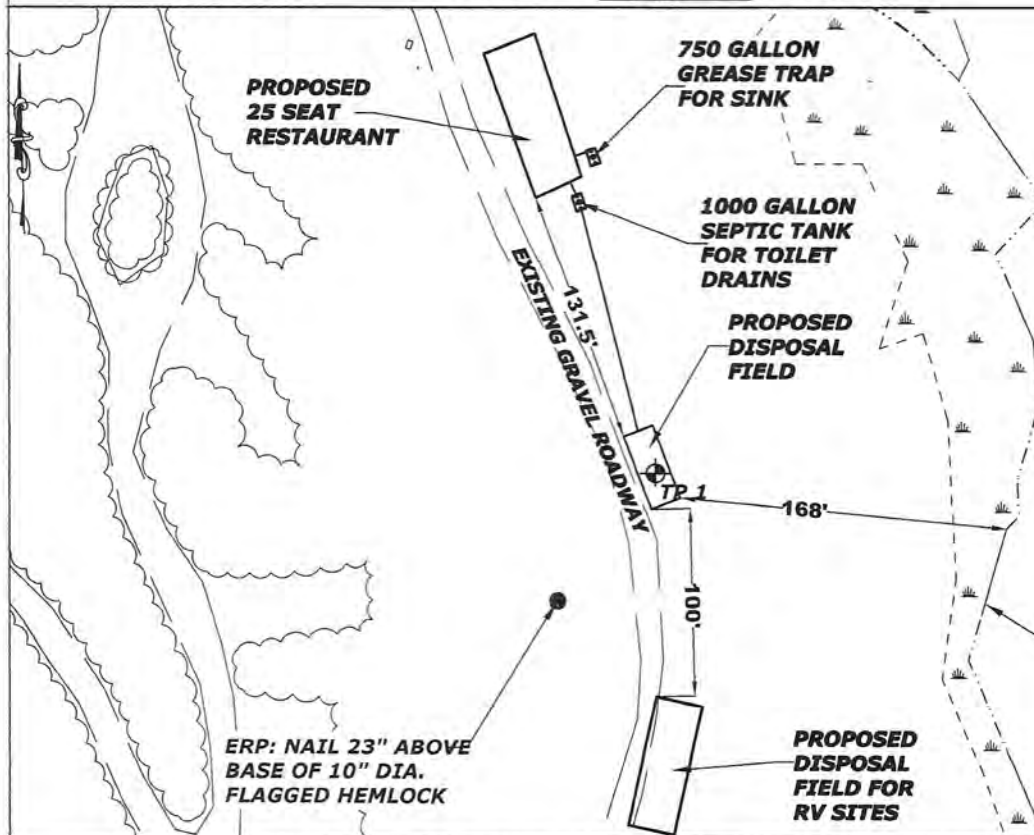 PROPOSED
25 SEAT
RESTAURANT
750 GALLON
GREASE TRAP
FOR SINK
1000 GALLON
SEPTIC TANK
FOR TOILET
DRAINS
EXISTING GRAVEL ROADWAY
131.5'
PROPOSED
DISPOSAL
FIELD
TP 1
168'
100'
ERP: NAIL 23" ABOVE
BASE OF 10" DIA.
FLAGGED HEMLOCK
PROPOSED
DISPOSAL
FIELD FOR
RV SITES